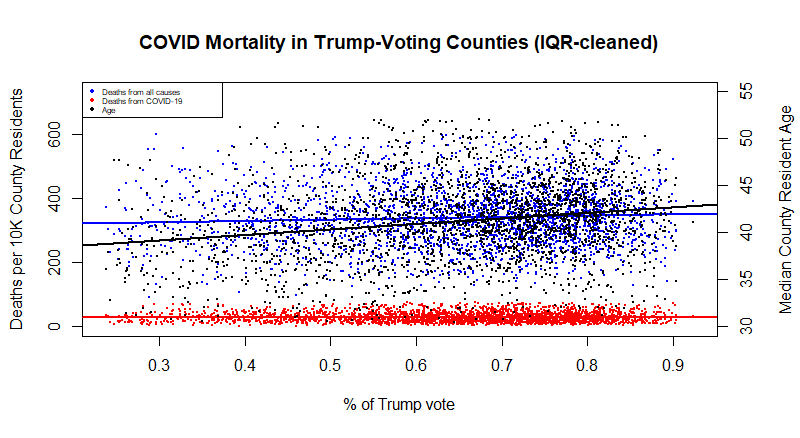 COVID Mortality in Trump-Voting Counties (IQR-cleaned)
Deaths from all causes
Deaths from COVID-19
Age
Deaths per 10K County Residents
0
200
400
600
30
35
40
45
50
55
Median County Resident Age
0.3 0.4 0.5 0.6 0.7 0.8 0.9
% of Trump vote